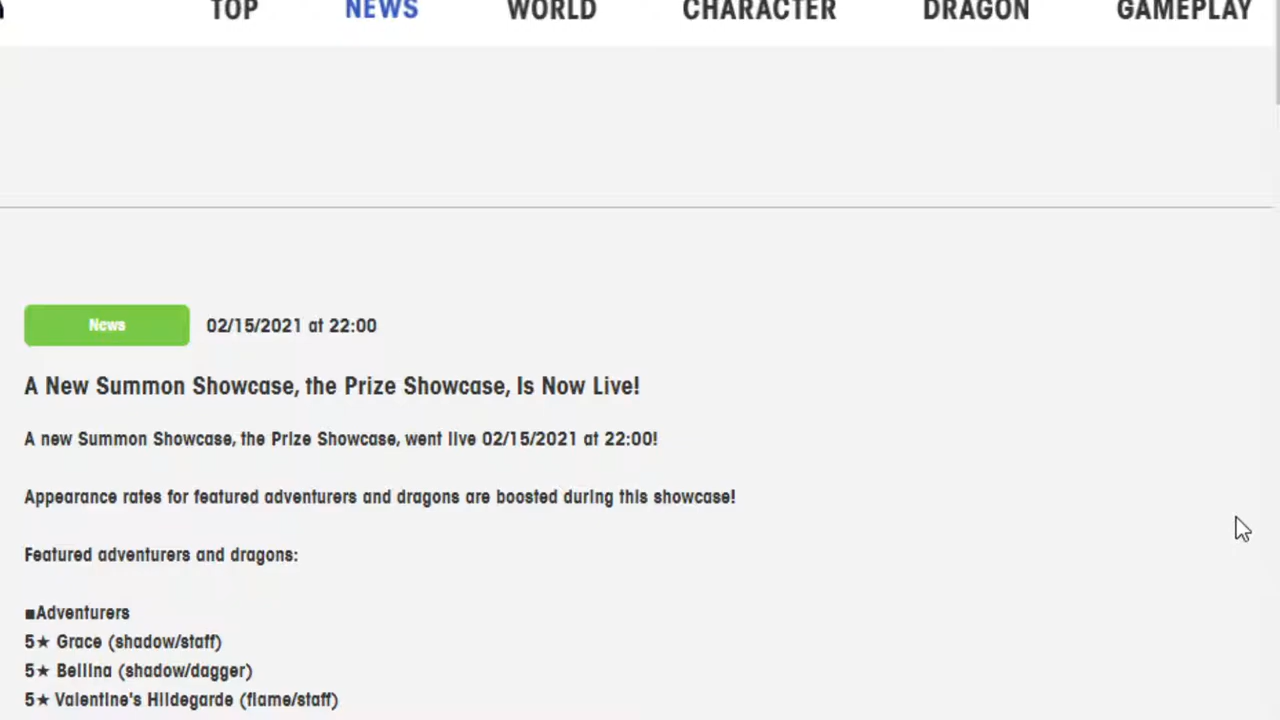 TOP NEWS WORLD CHARACTER DRAGON GAMEPLAY
News 02/15/2021 at 22:00
A New Summon Showcase, the Prize Showcase, Is Now Live!
A new Summon Showcase, the Prize Showcase, went live 02/15/2021 at 22:00!
Appearance rates for featured adventurers and dragons are boosted during this showcase!
Featured adventurers and dragons:
■Adventurers
5★ Grace (shadow/staff)
5★ Bellina (shadow/dagger)
5★ Valentine's Hildegarde (flame/staff)